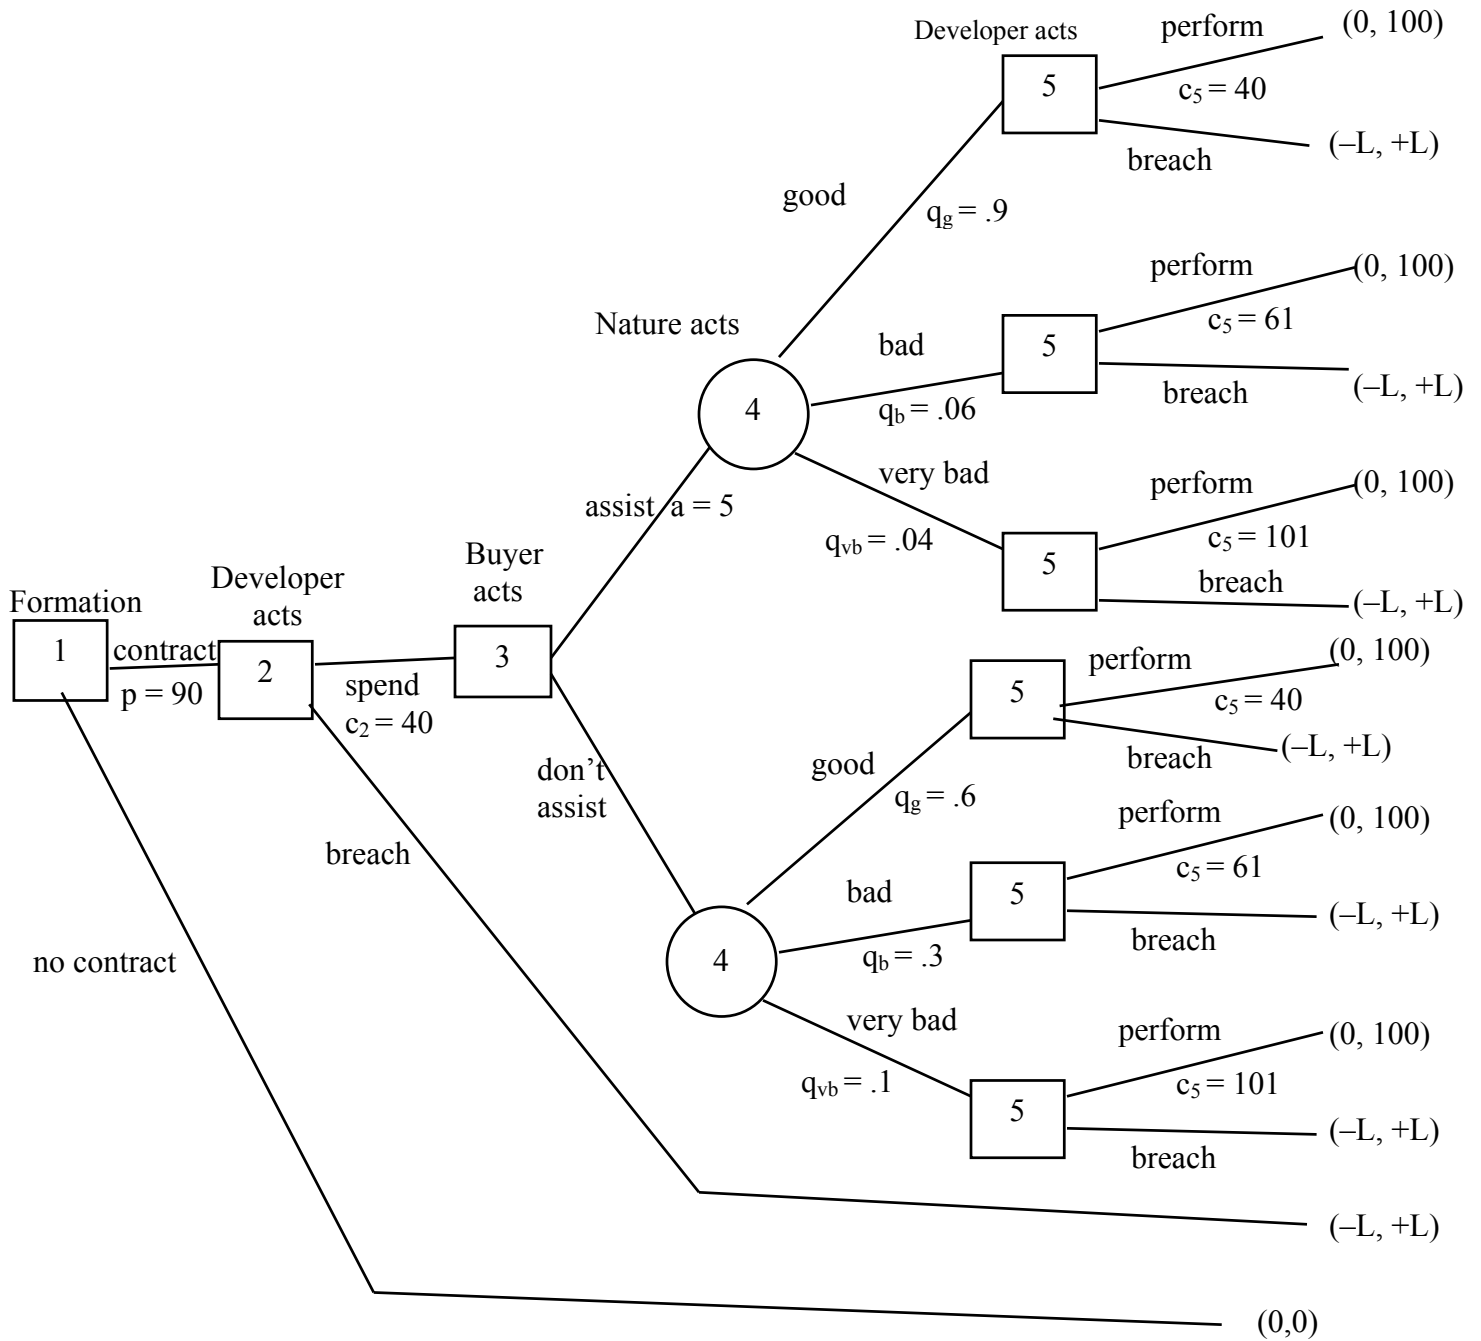 Developer acts
perform
(0, 100)
5
c5 = 40
(–L, +L)
breach
good
qg = .9
perform
(0, 100)
c5 = 61
Nature acts
bad
5
(–L, +L)
breach
4
qb = .06
very bad
perform
(0, 100)
assist a = 5
qvb = .04
c5 = 101
5
breach
(–L, +L)
Buyer
acts
Developer
acts
Formation
1
contract
p = 90
2
spend
c2 = 40
3
perform
(0, 100)
5
c5 = 40
(–L, +L)
breach
don’t
assist
good
qg = .6
perform
(0, 100)
c5 = 61
breach
bad
5
(–L, +L)
breach
4
qb = .3
no contract
very bad
perform
(0, 100)
qvb = .1
c5 = 101
5
(–L, +L)
breach
(–L, +L)
(0,0)